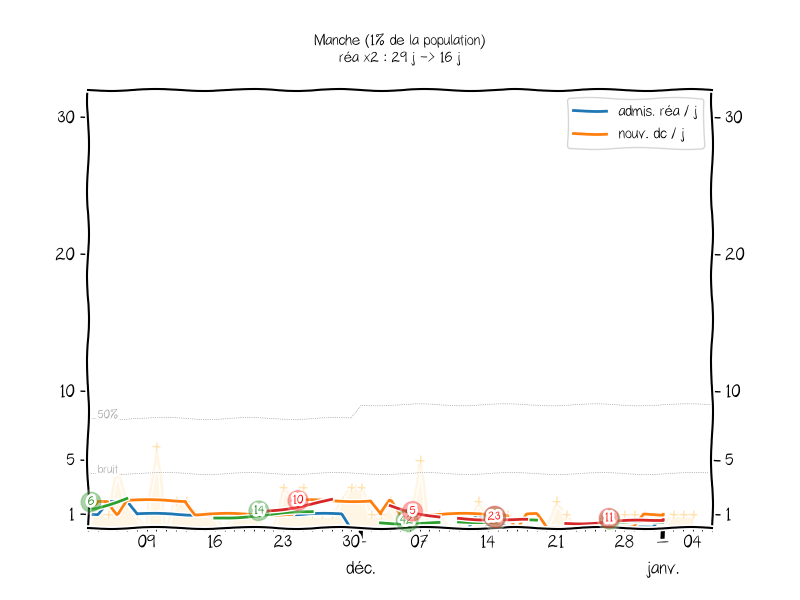 Manche (1% de la population)
réa x2 : 29 j -> 16 j
admis. réa / j
nouv. dc / j
30 30
20 20
10 10
50%
5 5
bruit
6 14 10 5 23 11
1 1
09 16 23 30 07 14 21 28 04
déc. janv.